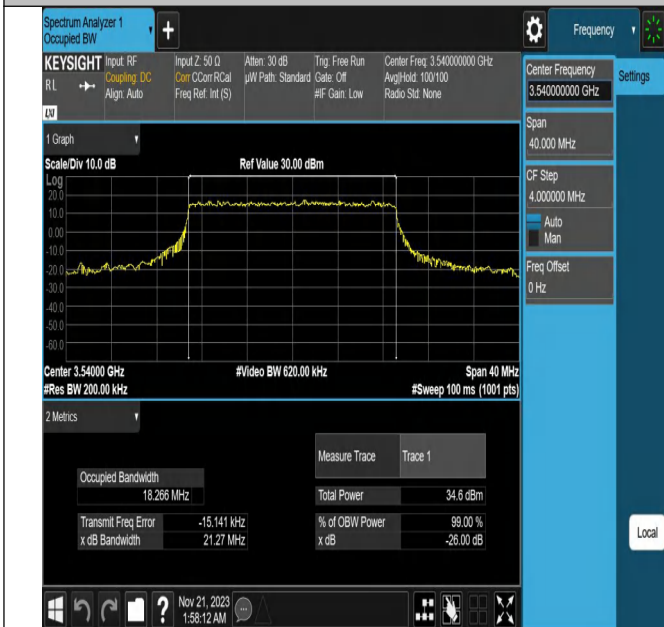 Spectrum Analyzer 1
Occupied BW
Frequency
KEYSIGHT
RL
LXI
Input: RF
Coupling: DC
Align: Auto
Input Z: 50 Ω
Corr CCorr RCal
Freq Ref: Int (S)
Atten: 30 dB
µW Path: Standard
Trig: Free Run
Gate: Off
#IF Gain: Low
Center Freq: 3.540000000 GHz
Avg|Hold: 100/100
Radio Std: None
Center Frequency
3.540000000 GHz
Settings
Span
40.000 MHz
CF Step
4.000000 MHz
Auto
Man
Freq Offset
0 Hz
1 Graph
Scale/Div 10.0 dB
Ref Value 30.00 dBm
Log
20.0
10.0
0.00
-10.0
-20.0
-30.0
-40.0
-50.0
-60.0
Center 3.54000 GHz
#Video BW 620.00 kHz
Span 40 MHz
#Res BW 200.00 kHz
#Sweep 100 ms (1001 pts)
2 Metrics
Measure Trace
Trace 1
Occupied Bandwidth
18.266 MHz
Total Power
34.6 dBm
Transmit Freq Error
-15.141 kHz
% of OBW Power
99.00 %
x dB Bandwidth
21.27 MHz
x dB
-26.00 dB
Local
?
Nov 21, 2023
1:58:12 AM